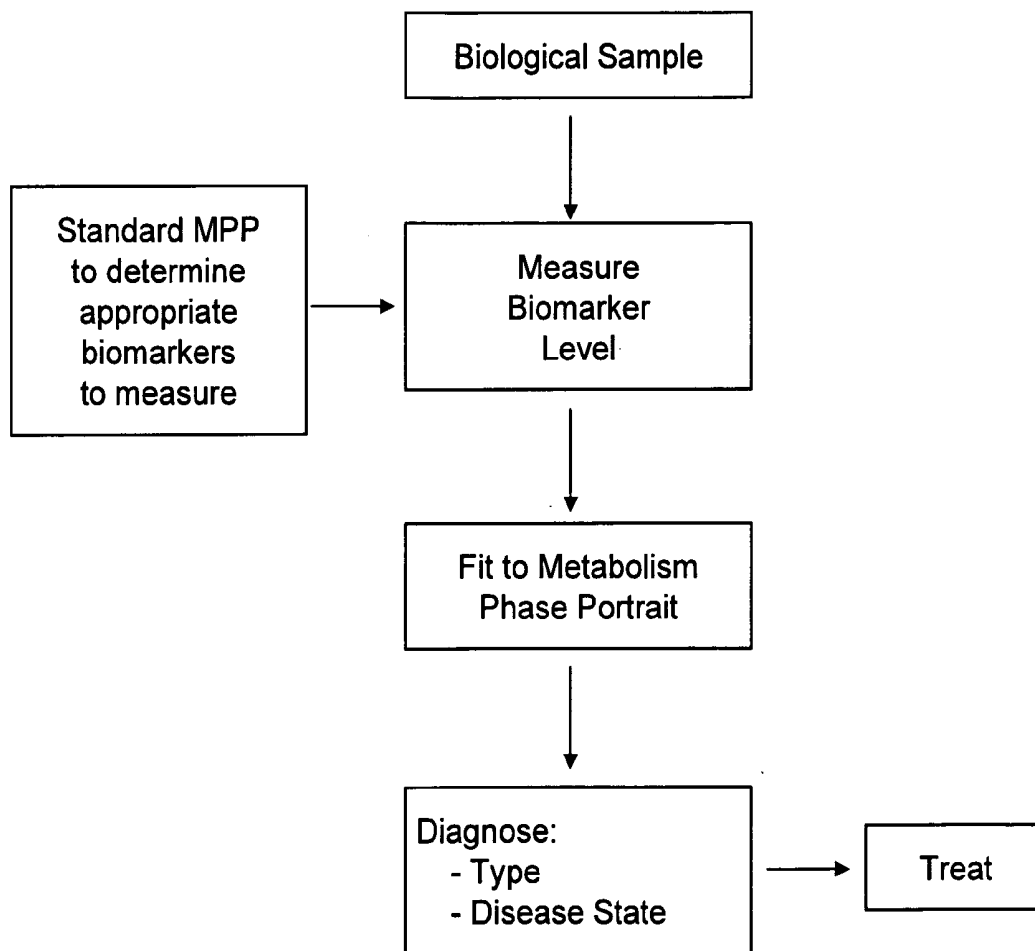 Biological Sample
Standard MPP
to determine
appropriate
biomarkers
to measure
Measure
Biomarker
Level
Fit to Metabolism
Phase Portrait
Diagnose:
- Type
- Disease State
Treat